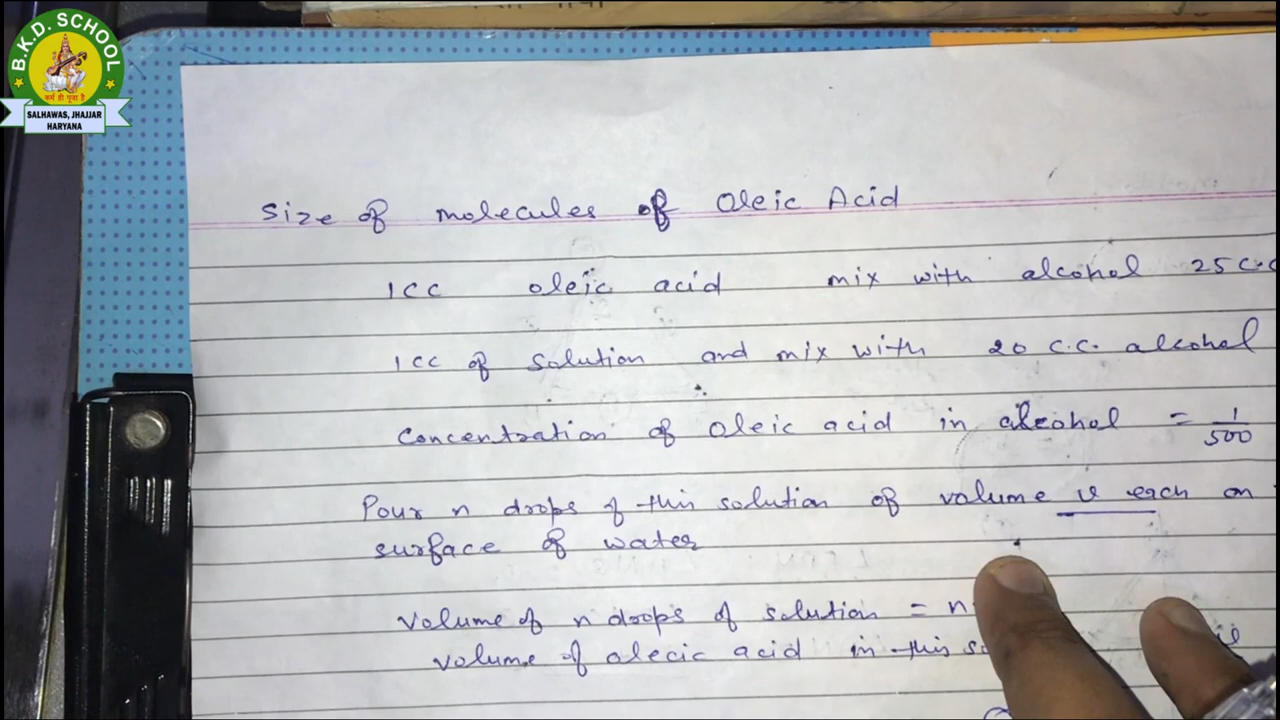 B.K.D. SCHOOL
कर्म ही पूजा है
SALHAWAS, JHAJJAR
HARYANA
Size of molecules of Oleic Acid
1cc oleic acid mix with alcohol 25 C.C
1cc of solution and mix with 20 c.c. alcohol
Concentration of oleic acid in alcohol = 1/500
Pour n drops of this solution of volume v each on
surface of water
Volume of n drops of solution = n
volume of olecic acid in this